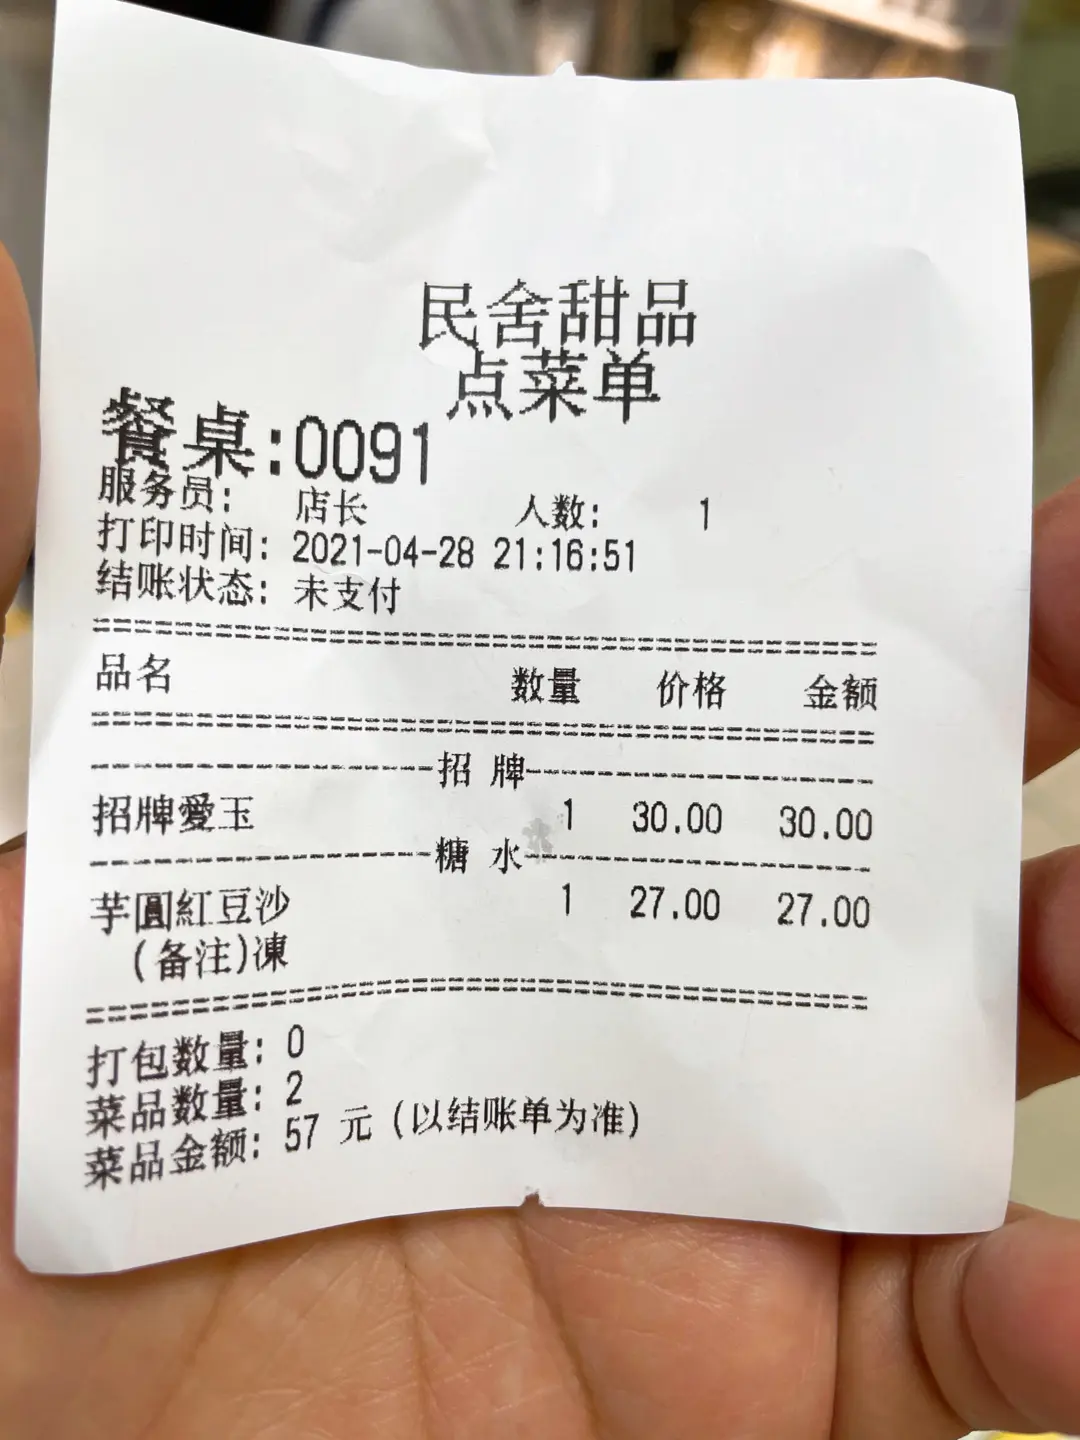 民舍甜品
点菜单
餐桌:0091
服务员: 店长 人数: 1
打印时间: 2021-04-28 21:16:51
结账状态: 未支付
品名 数量 价格 金额
招 牌
招牌愛玉 1 30.00 30.00
糖 水
芋圓紅豆沙 1 27.00 27.00
(备注)凍
打包数量: 0
菜品数量: 2
菜品金额: 57 元(以结账单为准)